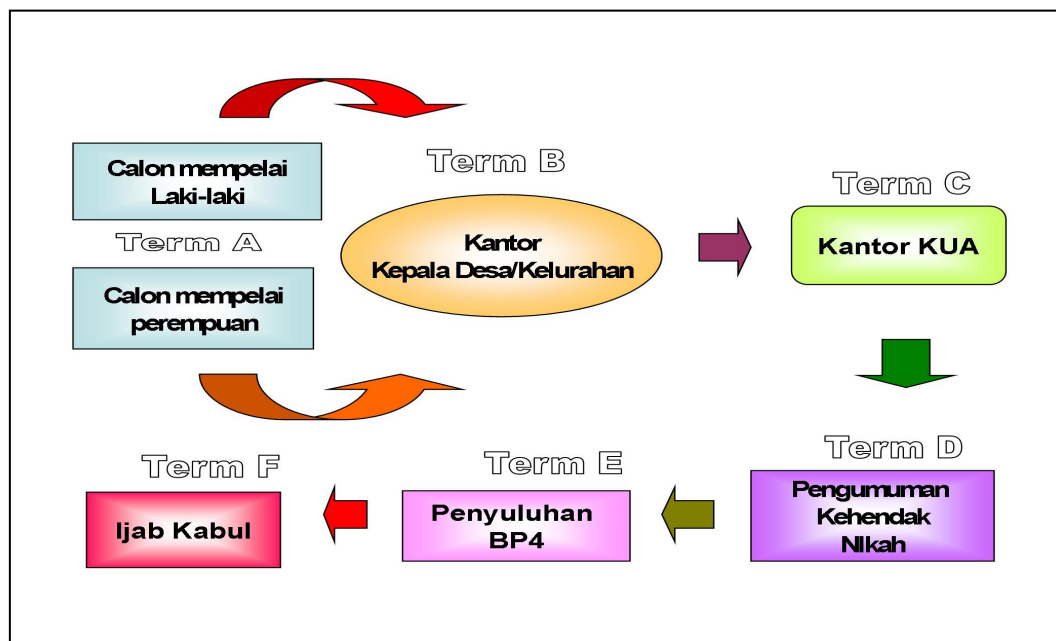 Calon mempelai
Laki-laki
Term A
Calon mempelai
perempuan
Term B
Kantor
Kepala Desa/Kelurahan
Term C
Kantor KUA
Term D
Pengumuman
Kehendak
NIkah
Term E
Penyuluhan
BP4
Term F
Ijab Kabul